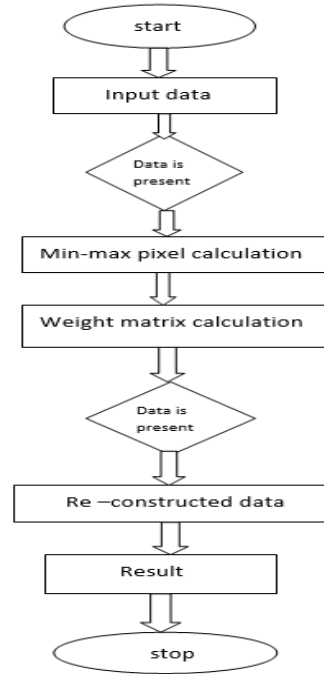 start
Input data
Data is
present
Min-max pixel calculation
Weight matrix calculation
Data is
present
Re –constructed data
Result
stop